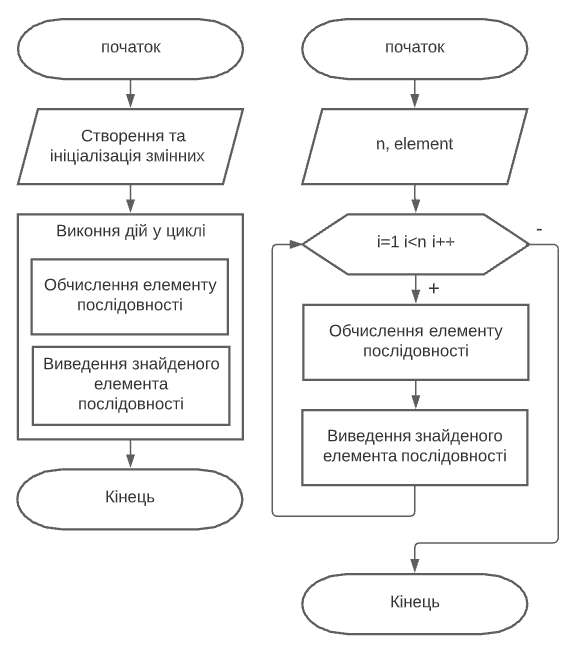 початок
Створення та
ініціалізація змінних
Виконня дій у циклі
Обчислення елементу
послідовності
Виведення знайденого
елемента
послідовності
Кінець
початок
n, element
i=1 i<n i++
-
+
Обчислення елементу
послідовності
Виведення знайденого
елемента послідовності
Кінець